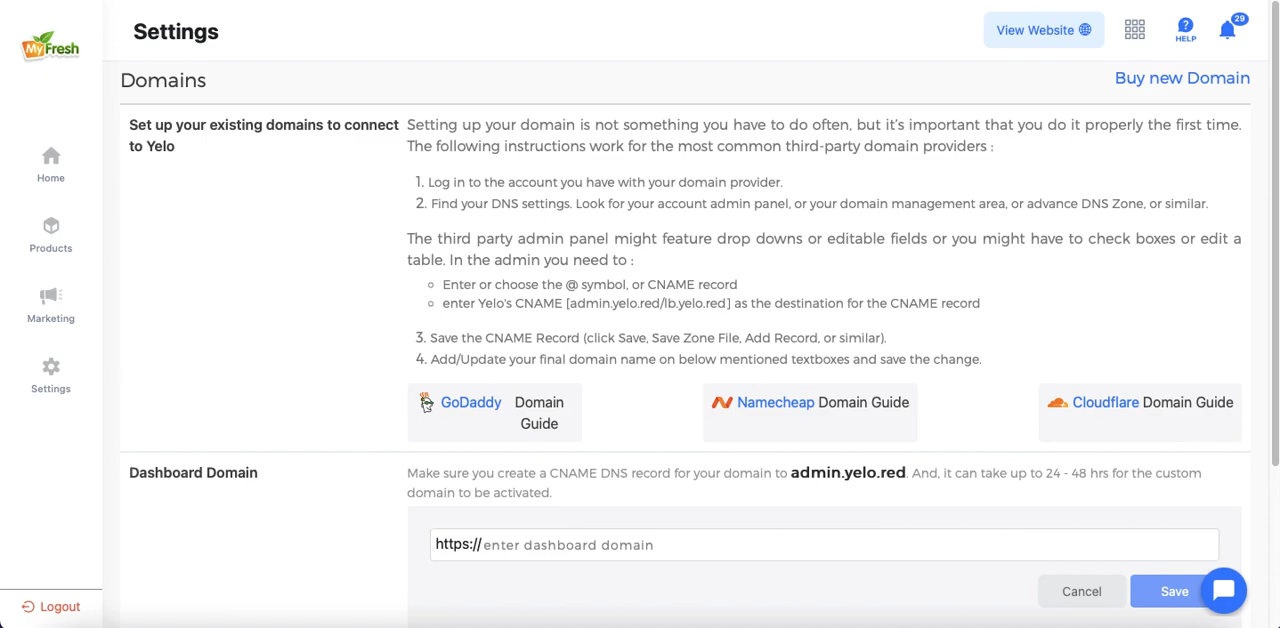 Settings
View Website
HELP
29
MyFresh
Domains
Buy new Domain
Home
Products
Marketing
Settings
Logout
Set up your existing domains to connect
to Yelo
Setting up your domain is not something you have to do often, but it's important that you do it properly the first time.
The following instructions work for the most common third-party domain providers :
1. Log in to the account you have with your domain provider.
2. Find your DNS settings. Look for your account admin panel, or your domain management area, or advance DNS Zone, or similar.
The third party admin panel might feature drop downs or editable fields or you might have to check boxes or edit a
table. In the admin you need to :
Enter or choose the @ symbol, or CNAME record
enter Yelo's CNAME [admin.yelo.red/lb.yelo.red] as the destination for the CNAME record
3. Save the CNAME Record (click Save, Save Zone File, Add Record, or similar).
4. Add/Update your final domain name on below mentioned textboxes and save the change.
GoDaddy Domain
Guide
Namecheap Domain Guide
Cloudflare Domain Guide
Dashboard Domain
Make sure you create a CNAME DNS record for your domain to admin.yelo.red. And, it can take up to 24 - 48 hrs for the custom
domain to be activated.
https:// enter dashboard domain
Cancel
Save